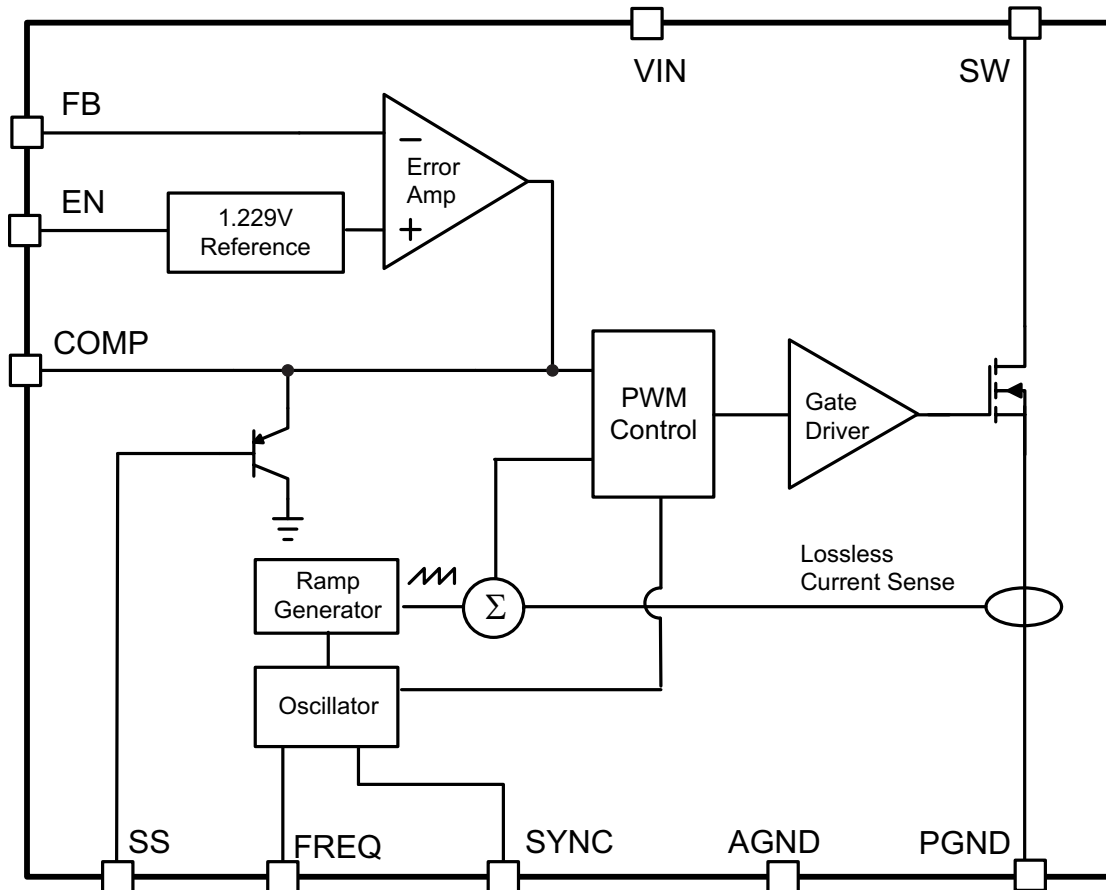 VIN
SW
FB
−
Error
Amp
+
EN
1.229V
Reference
COMP
PWM
Control
Gate
Driver
Lossless
Current Sense
Ramp
Generator
Σ
Oscillator
SS
FREQ
SYNC
AGND
PGND